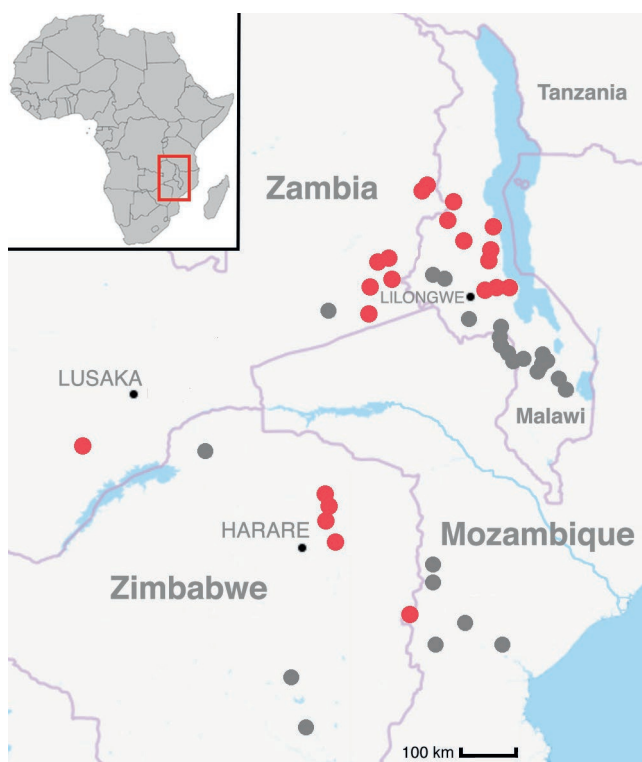 Tanzania
Zambia
LILONGWE
LUSAKA
Malawi
HARARE
Mozambique
Zimbabwe
100 km